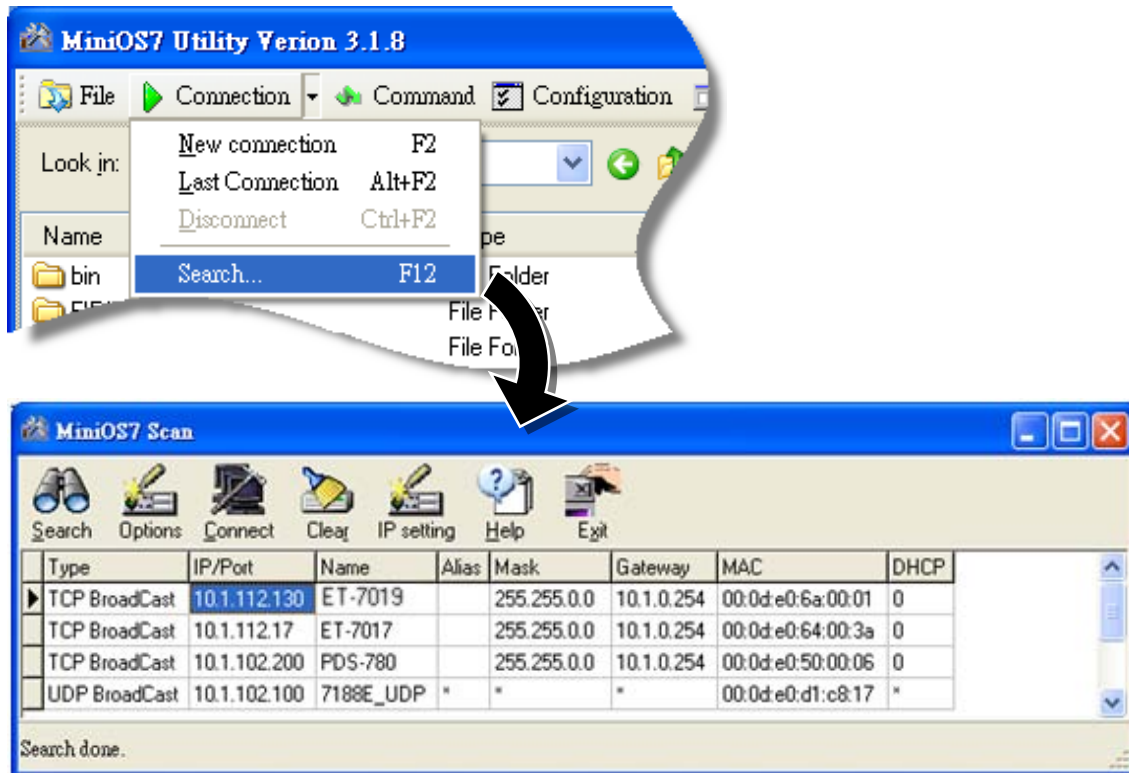 MiniOS7 Utility Verion 3.1.8
File Connection Command Configuration
New connection F2
Look in:
Last Connection Alt+F2
Disconnect Ctrl+F2
Name
Search... F12
bin Folder
File
File
MiniOS7 Scan
Search Options Connect Clear IP setting Help Exit
Type IP/Port Name Alias Mask Gateway MAC DHCP
TCP BroadCast 10.1.112.130 ET-7019 255.255.0.0 10.1.0.254 00:0d:e0:6a:00:01 0
TCP BroadCast 10.1.112.17 ET-7017 255.255.0.0 10.1.0.254 00:0d:e0:64:00:3a 0
TCP BroadCast 10.1.102.200 PDS-780 255.255.0.0 10.1.0.254 00:0d:e0:50:00:06 0
UDP BroadCast 10.1.102.100 7188E_UDP * * * 00:0d:e0:d1:c8:17 *
Search done.